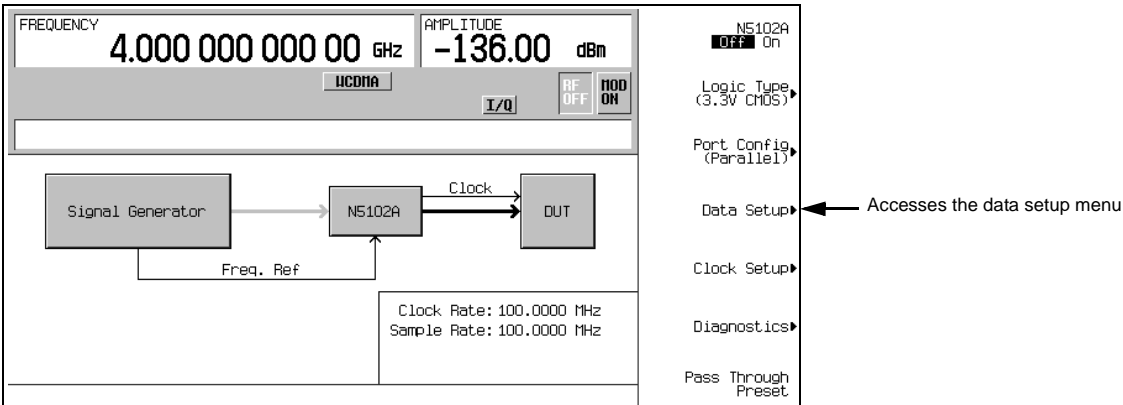 FREQUENCY
4.000 000 000 00 GHz
AMPLITUDE
-136.00 dBm
WCDMA
I/Q
RF OFF
MOD ON
Signal Generator
N5102A
Clock
DUT
Freq. Ref
Clock Rate: 100.0000 MHz
Sample Rate: 100.0000 MHz
N5102A
Off On
Logic Type
(3.3V CMOS)
Port Config
(Parallel)
Data Setup
Accesses the data setup menu
Clock Setup
Diagnostics
Pass Through
Preset